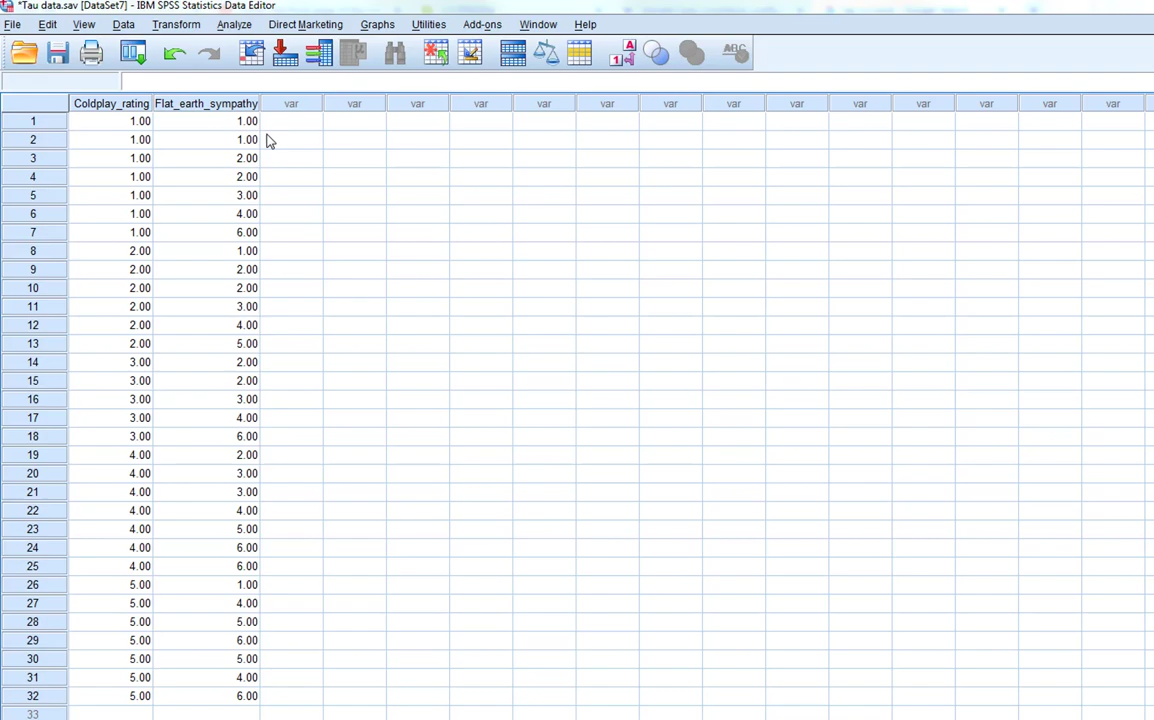 *Tau data.sav [DataSet7] - IBM SPSS Statistics Data Editor
File Edit View Data Transform Analyze Direct Marketing Graphs Utilities Add-ons Window Help
A 1 ABC
Coldplay_rating Flat_earth_sympathy var var var var var var var var var var var var var var
1 1.00 1.00
2 1.00 1.00
3 1.00 2.00
4 1.00 2.00
5 1.00 3.00
6 1.00 4.00
7 1.00 6.00
8 2.00 1.00
9 2.00 2.00
10 2.00 2.00
11 2.00 3.00
12 2.00 4.00
13 2.00 5.00
14 3.00 2.00
15 3.00 2.00
16 3.00 3.00
17 3.00 4.00
18 3.00 6.00
19 4.00 2.00
20 4.00 3.00
21 4.00 3.00
22 4.00 4.00
23 4.00 5.00
24 4.00 6.00
25 4.00 6.00
26 5.00 1.00
27 5.00 4.00
28 5.00 5.00
29 5.00 6.00
30 5.00 5.00
31 5.00 4.00
32 5.00 6.00
33